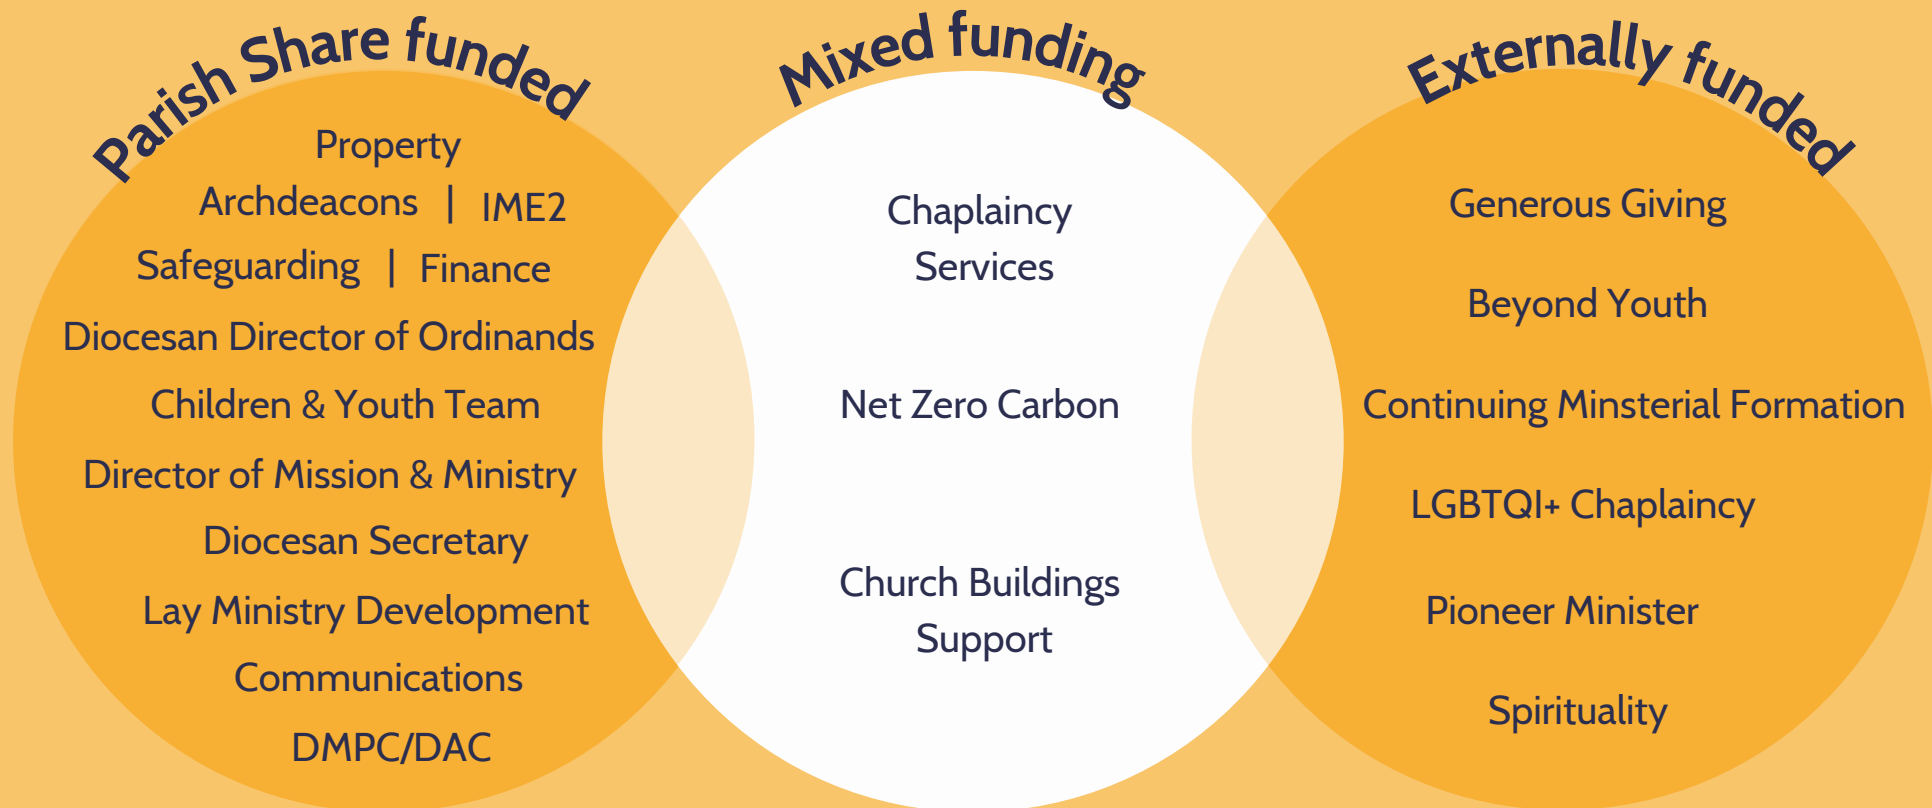 Parish Share funded
Property
Archdeacons | IME2
Safeguarding | Finance
Diocesan Director of Ordinands
Children & Youth Team
Director of Mission & Ministry
Diocesan Secretary
Lay Ministry Development
Communications
DMPC/DAC
Mixed funding
Chaplaincy
Services
Net Zero Carbon
Church Buildings
Support
Externally funded
Generous Giving
Beyond Youth
Continuing Minsterial Formation
LGBTQI+ Chaplaincy
Pioneer Minister
Spirituality